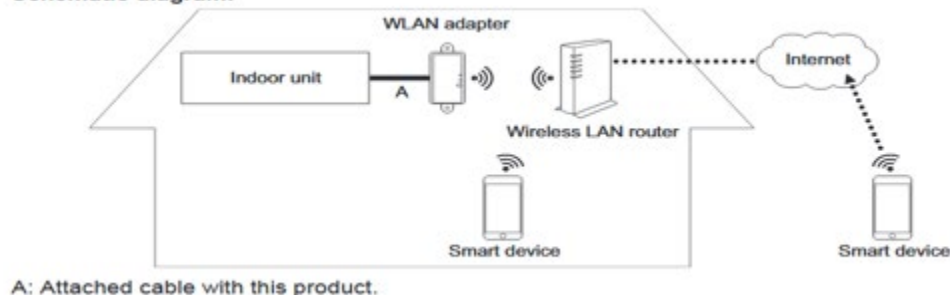 WLAN adapter
Indoor unit
A
Wireless LAN router
Internet
Smart device
Smart device
A: Attached cable with this product.